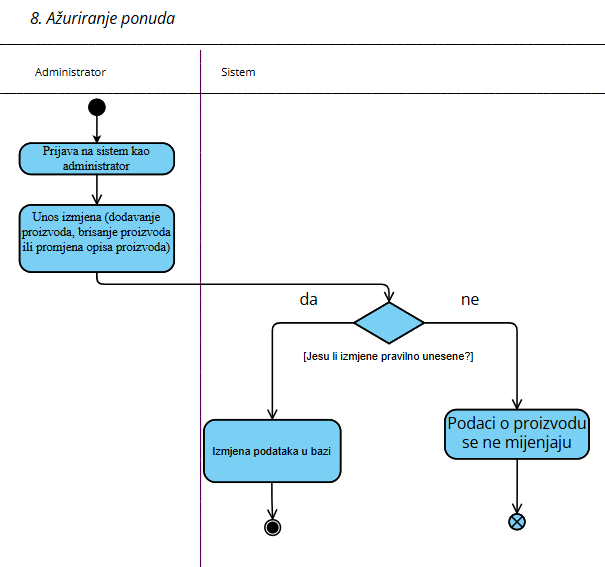 8. Ažuriranje ponuda
Administrator
Sistem
Prijava na sistem kao
administrator
Unos izmjena (dodavanje
proizvoda, brisanje proizvoda
ili promjena opisa proizvoda)
da
ne
[Jesu li izmjene pravilno unesene?]
Izmjena podataka u bazi
Podaci o proizvodu
se ne mijenjaju